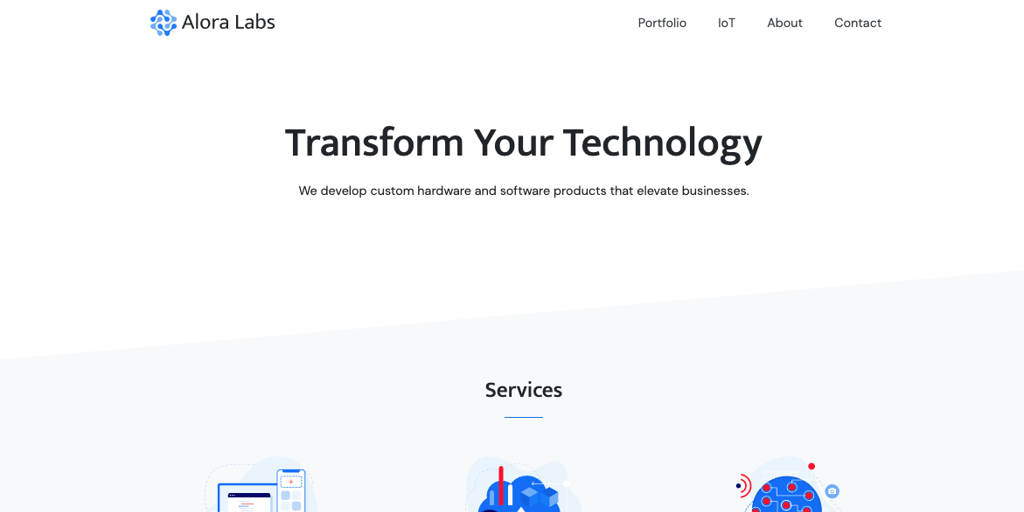 Alora Labs
Portfolio IoT About Contact
Transform Your Technology
We develop custom hardware and software products that elevate businesses.
Services